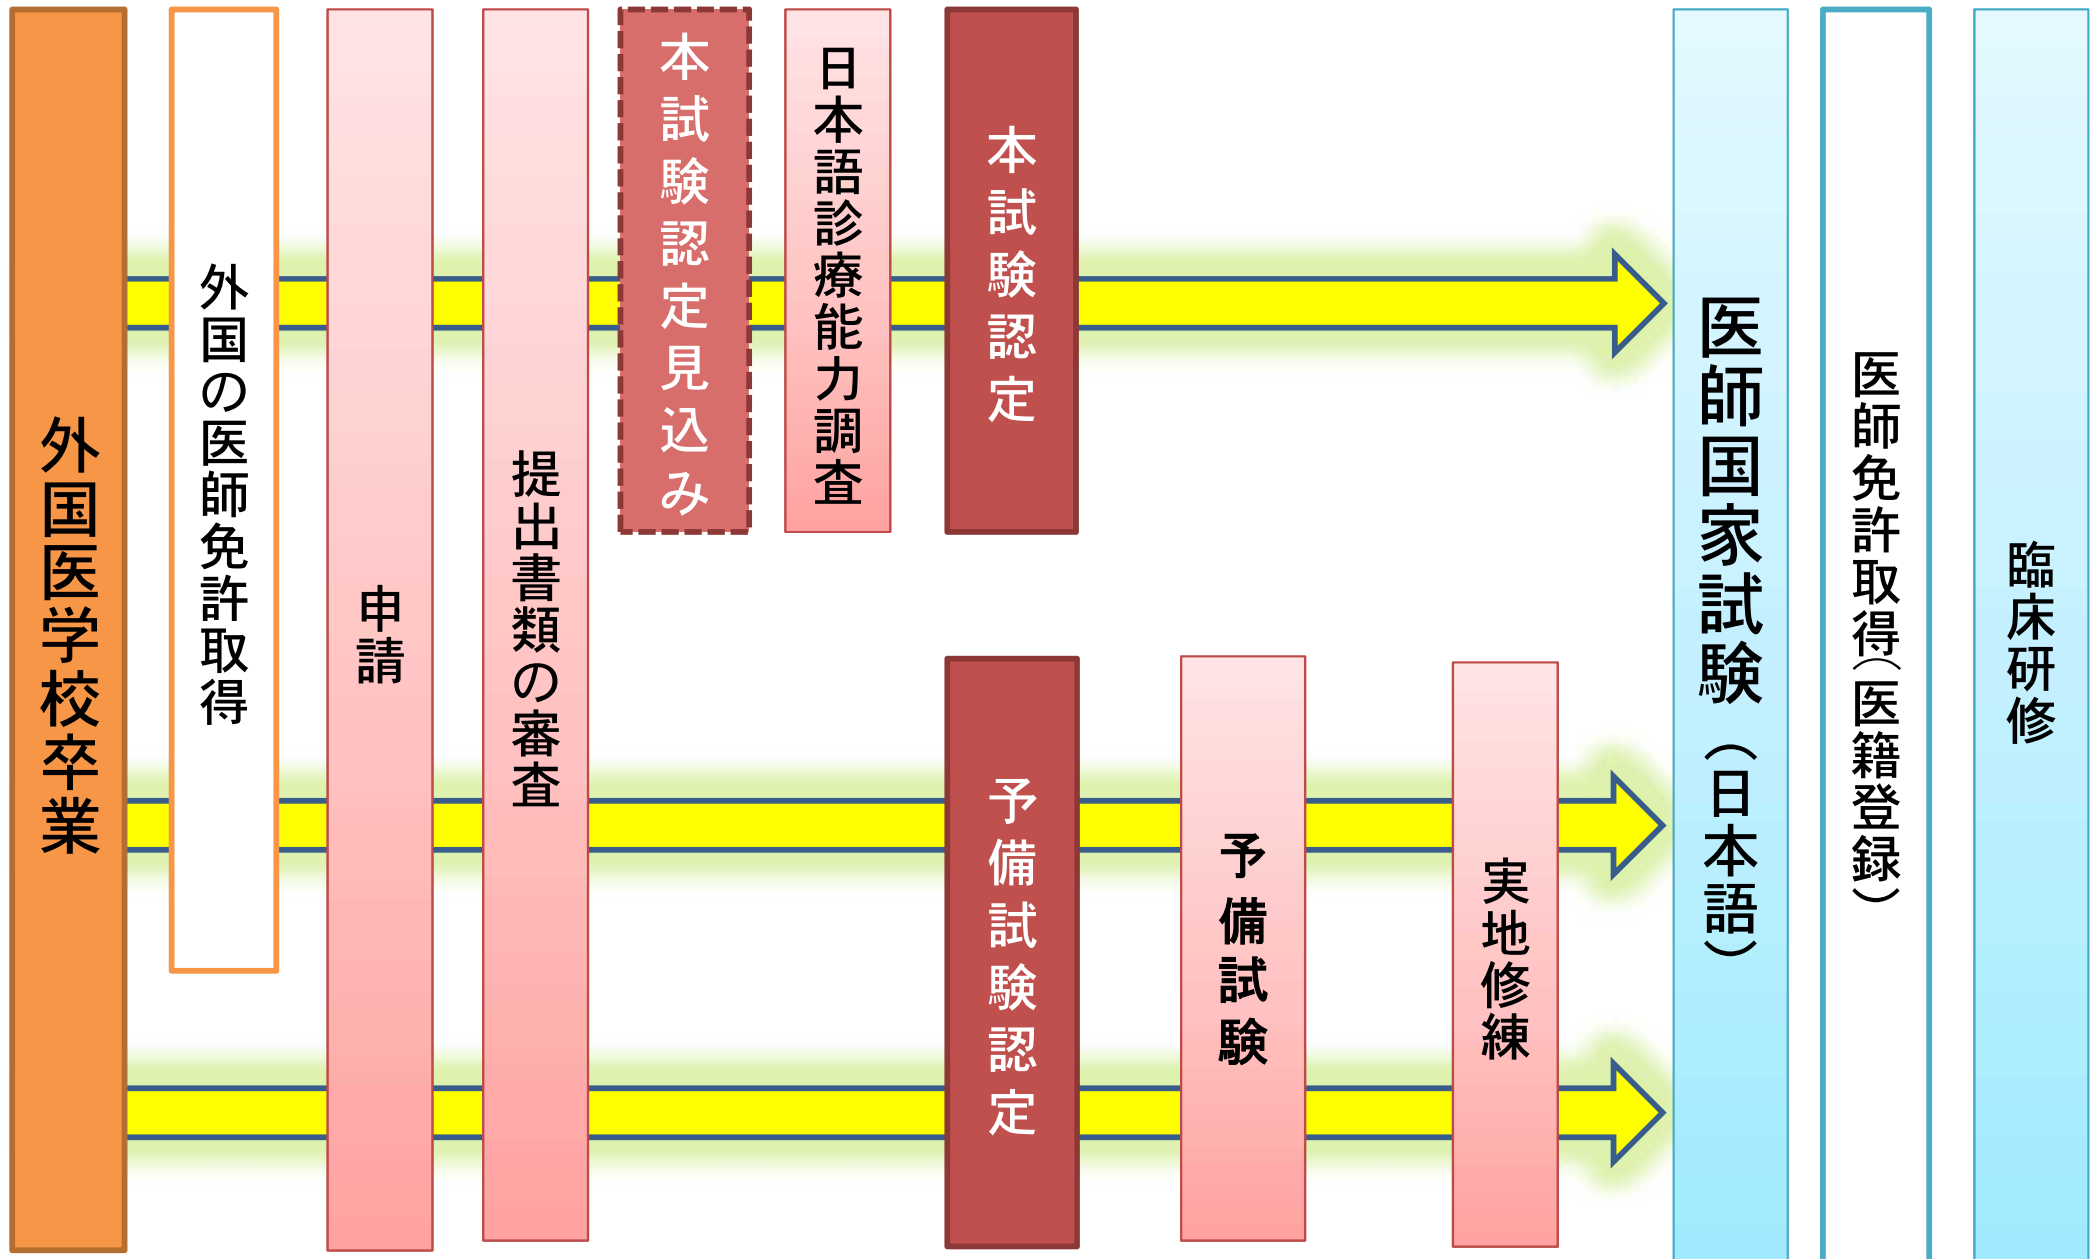 外国医学校卒業
外国の医師免許取得
申請
提出書類の審査
本試験認定見込み
日本語診療能力調査
本試験認定
予備試験認定
予備試験
実地修練
医師国家試験（日本語）
医師免許取得（医籍登録）
臨床研修